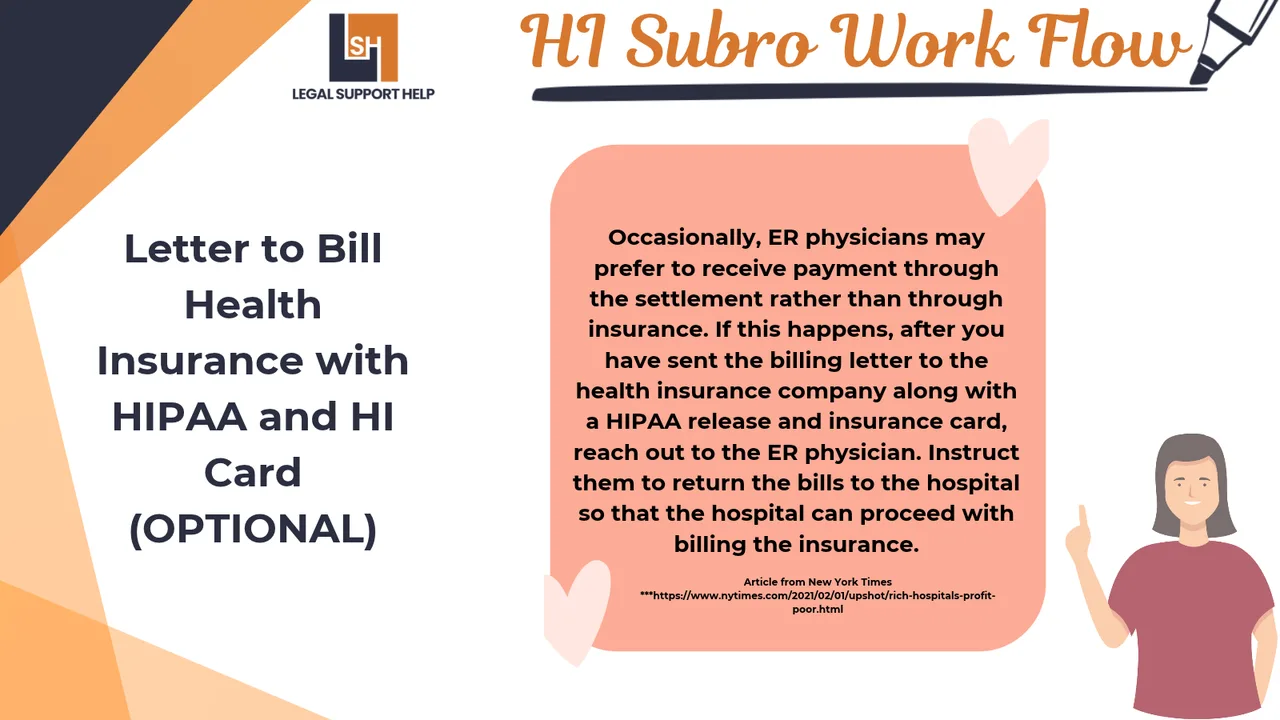 SH
LEGAL SUPPORT HELP
HI Subro Work Flow
Letter to Bill
Health
Insurance with
HIPAA and HI
Card
(OPTIONAL)
Occasionally, ER physicians may
prefer to receive payment through
the settlement rather than through
insurance. If this happens, after you
have sent the billing letter to the
health insurance company along with
a HIPAA release and insurance card,
reach out to the ER physician. Instruct
them to return the bills to the hospital
so that the hospital can proceed with
billing the insurance.
Article from New York Times
***https://www.nytimes.com/2021/02/01/upshot/rich-hospitals-profit-
poor.html